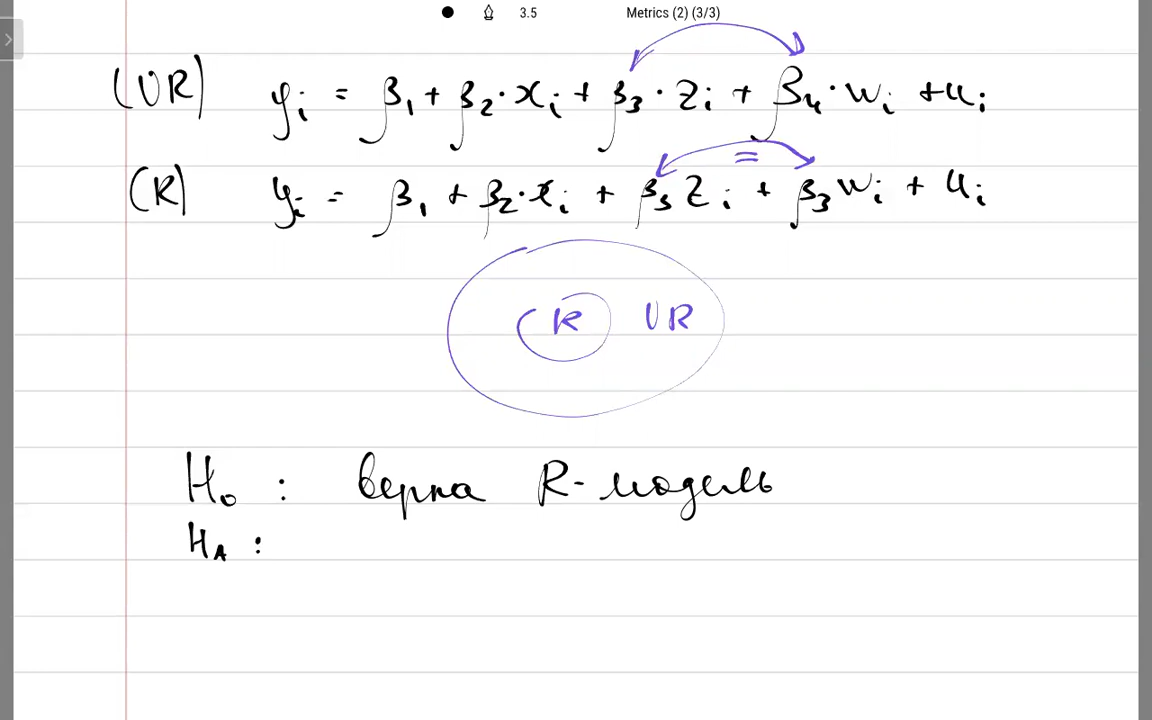 3.5 Metrics (2) (3/3)
(UR) yᵢ = β₁ + β₂·xᵢ + β₃·zᵢ + β₄·wᵢ + uᵢ
=
(R) yᵢ = β₁ + β₂·xᵢ + β₃zᵢ + β₃wᵢ + uᵢ
R UR
H₀ : верна R-модель
H_A :